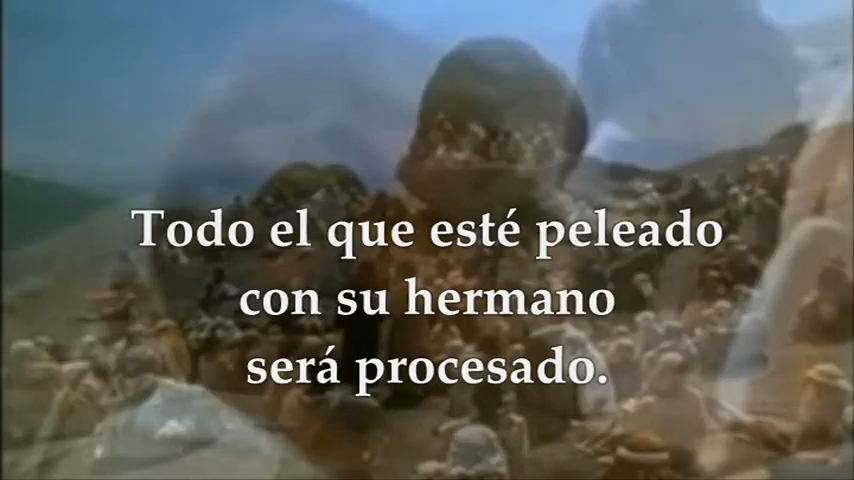 Todo el que esté peleado
con su hermano
será procesado.